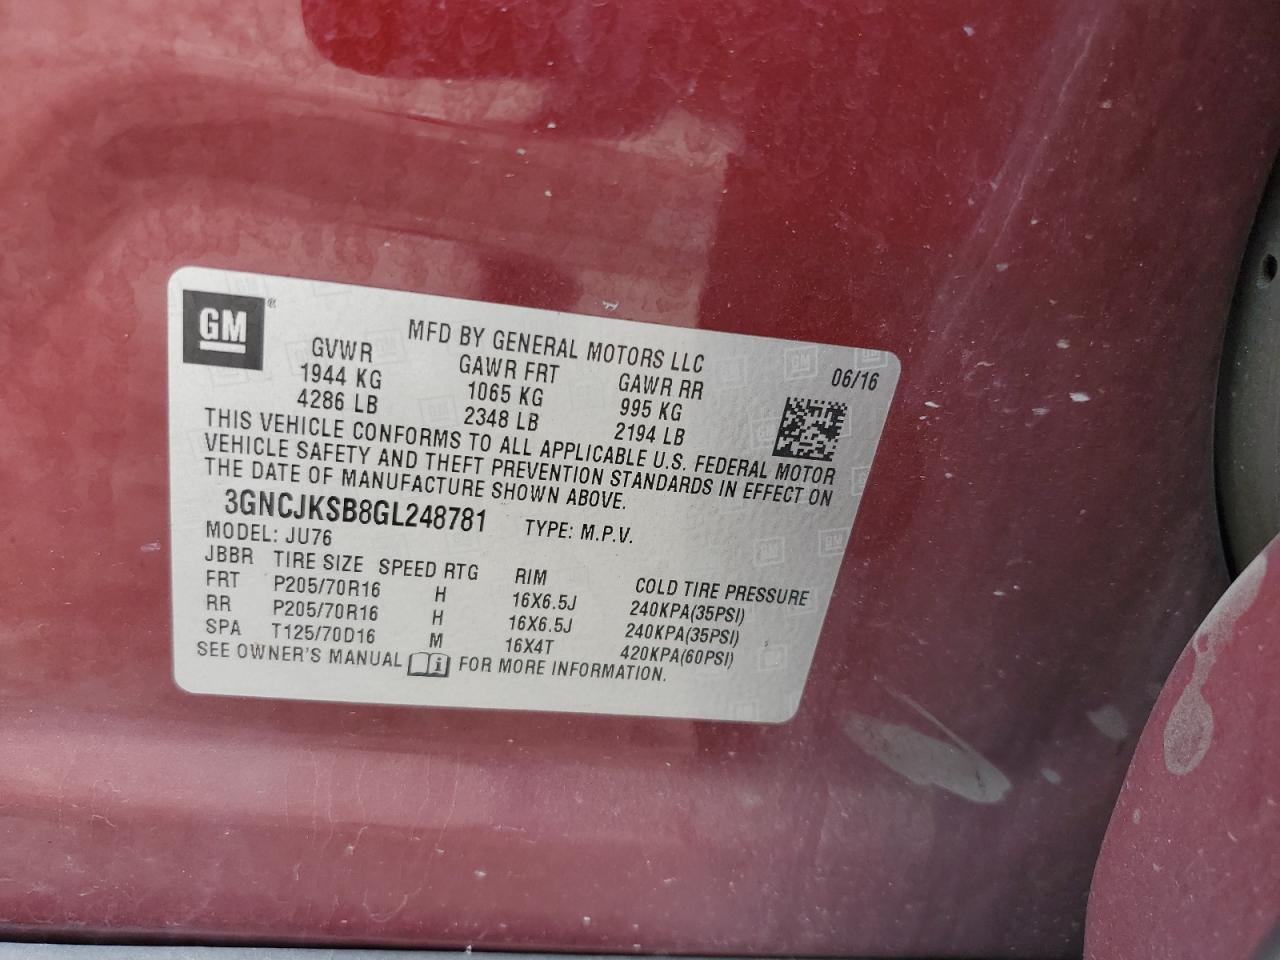 GM®
MFD BY GENERAL MOTORS LLC
06/16
GVWR GAWR FRT GAWR RR
1944 KG 1065 KG 995 KG
4286 LB 2348 LB 2194 LB
THIS VEHICLE CONFORMS TO ALL APPLICABLE U.S. FEDERAL MOTOR
VEHICLE SAFETY AND THEFT PREVENTION STANDARDS IN EFFECT ON
THE DATE OF MANUFACTURE SHOWN ABOVE.
3GNCJKSB8GL248781 TYPE: M.P.V.
MODEL: JU76
JBBR TIRE SIZE SPEED RTG RIM COLD TIRE PRESSURE
FRT P205/70R16 H 16X6.5J 240KPA(35PSI)
RR P205/70R16 H 16X6.5J 240KPA(35PSI)
SPA T125/70D16 M 16X4T 420KPA(60PSI)
SEE OWNER'S MANUAL i FOR MORE INFORMATION.